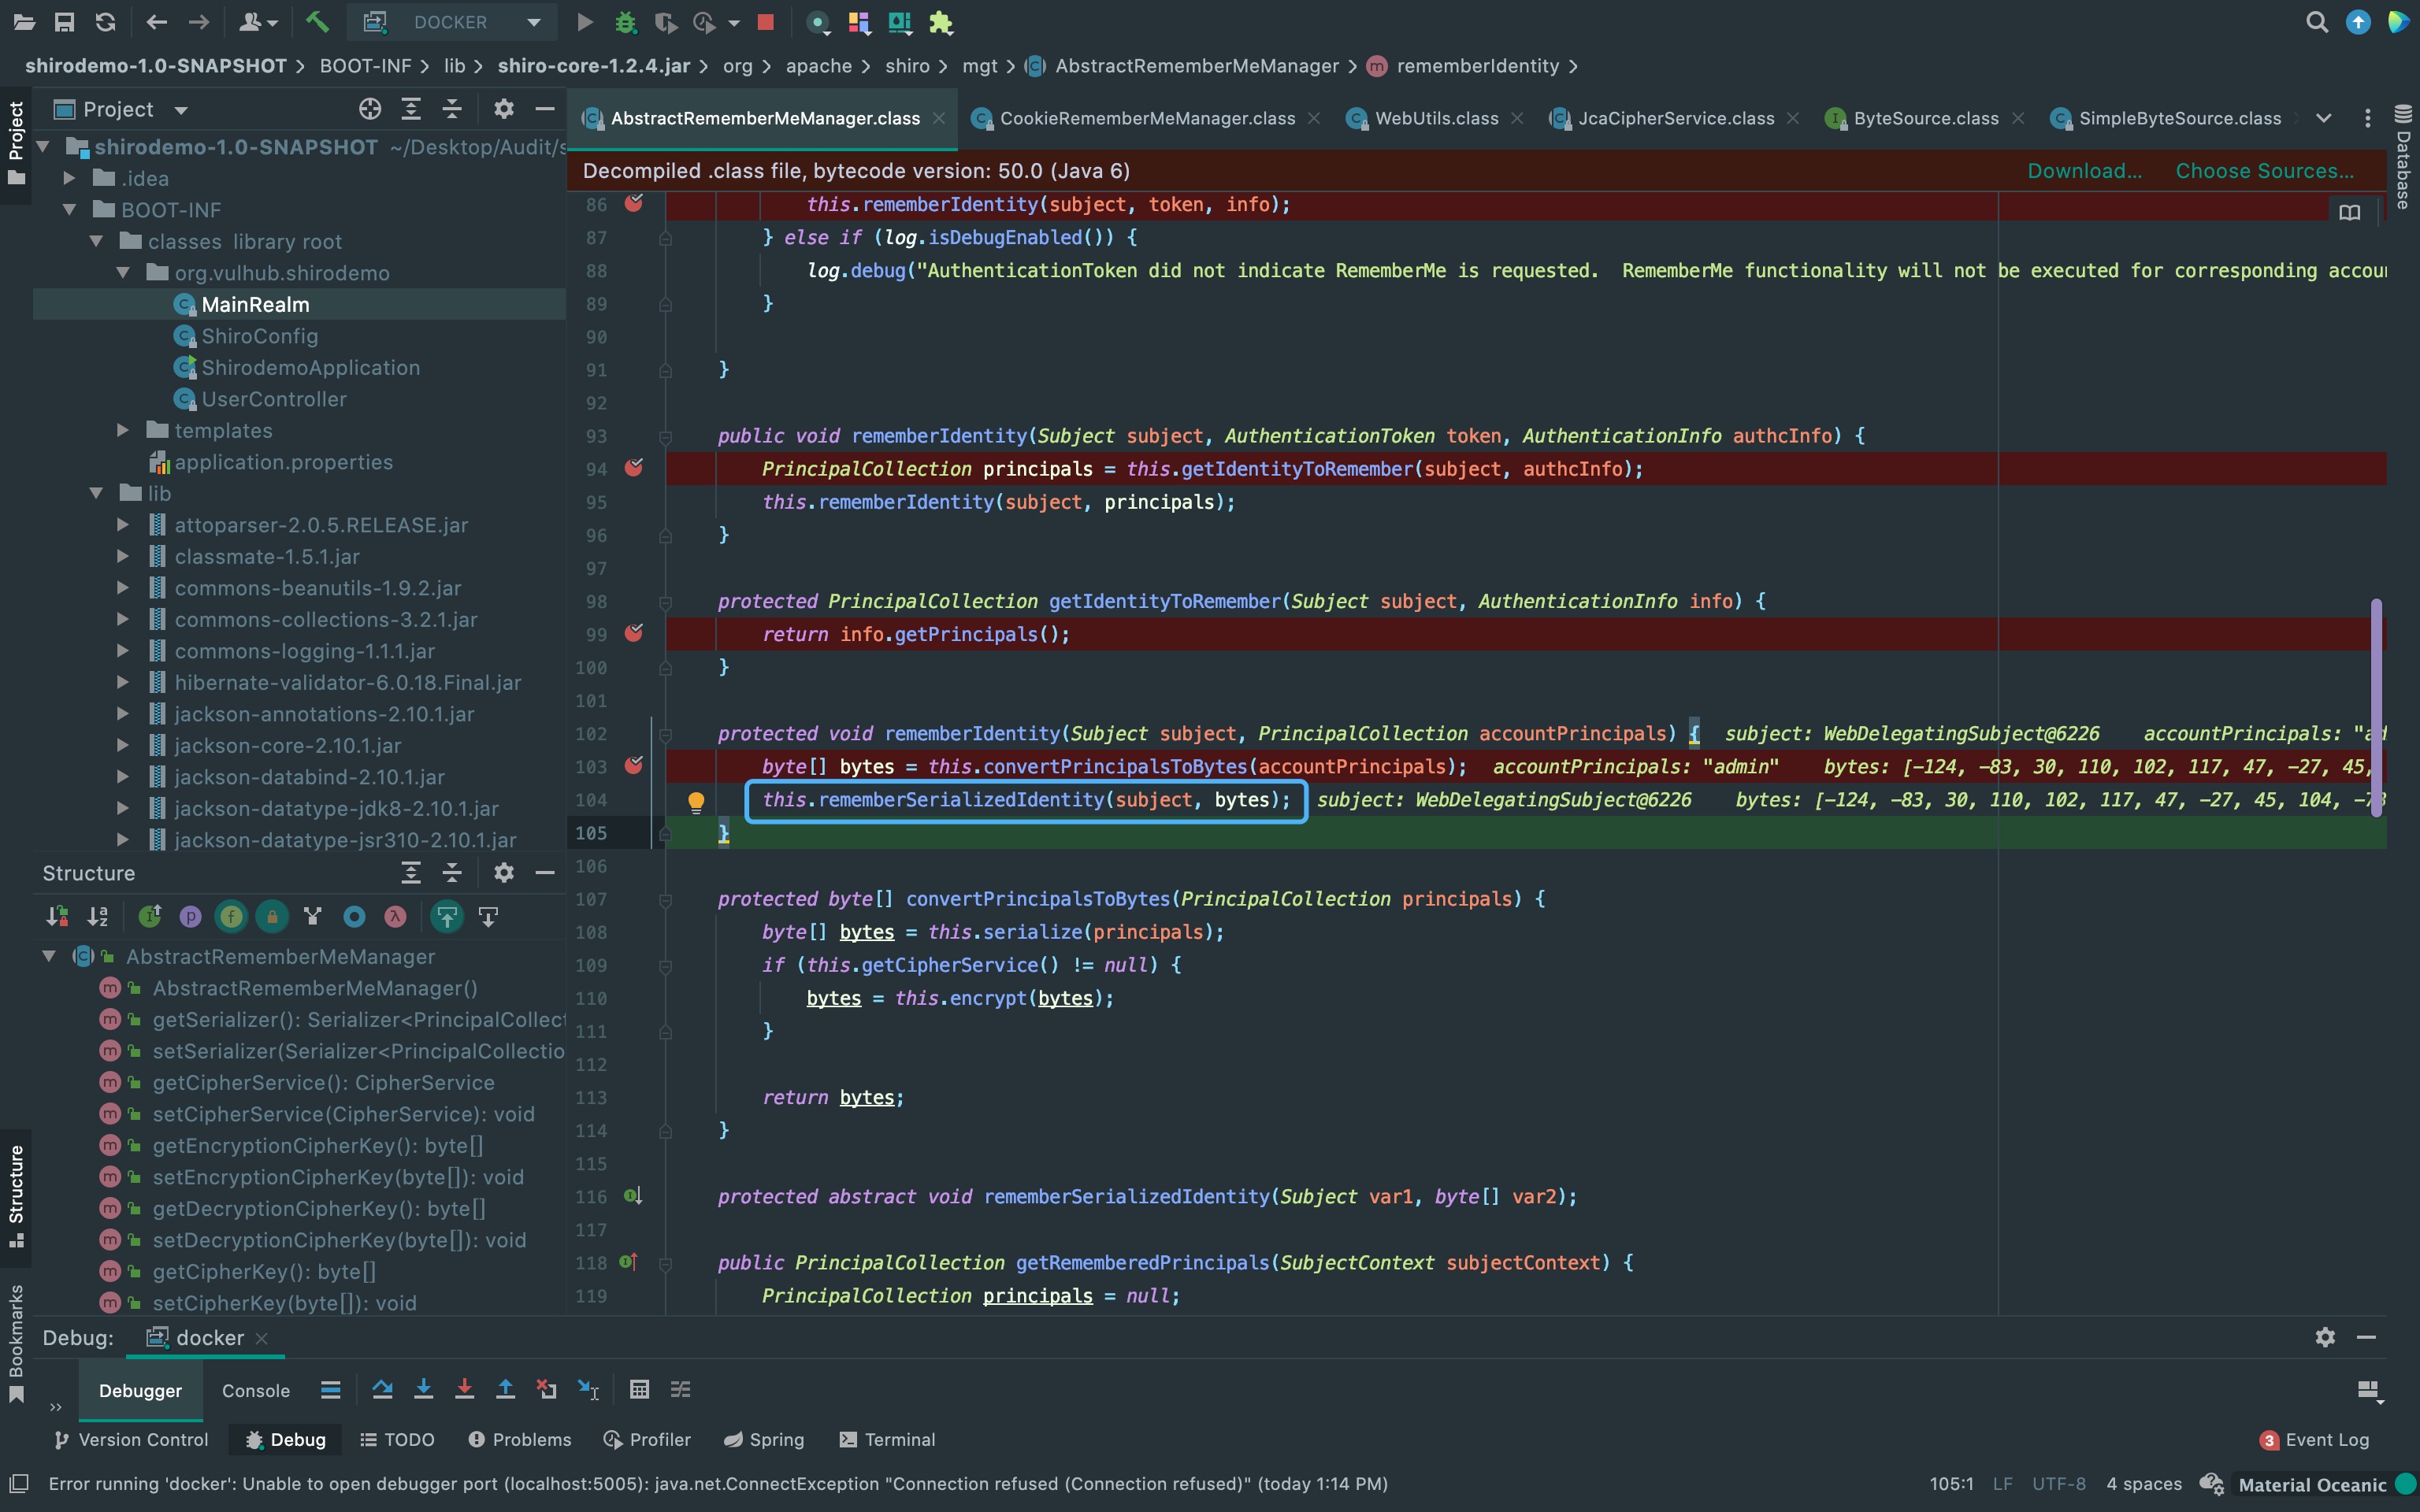 DOCKER
shirodemo-1.0-SNAPSHOT > BOOT-INF > lib > shiro-core-1.2.4.jar > org > apache > shiro > mgt > AbstractRememberMeManager > rememberIdentity >
Project
Project
Structure
Bookmarks
Database
shirodemo-1.0-SNAPSHOT ~/Desktop/Audit/s
.idea
BOOT-INF
classes library root
org.vulhub.shirodemo
MainRealm
ShiroConfig
ShirodemoApplication
UserController
templates
application.properties
lib
attoparser-2.0.5.RELEASE.jar
classmate-1.5.1.jar
commons-beanutils-1.9.2.jar
commons-collections-3.2.1.jar
commons-logging-1.1.1.jar
hibernate-validator-6.0.18.Final.jar
jackson-annotations-2.10.1.jar
jackson-core-2.10.1.jar
jackson-databind-2.10.1.jar
jackson-datatype-jdk8-2.10.1.jar
jackson-datatype-jsr310-2.10.1.jar
Structure
AbstractRememberMeManager
AbstractRememberMeManager()
getSerializer(): Serializer<PrincipalCollect
setSerializer(Serializer<PrincipalCollectio
getCipherService(): CipherService
setCipherService(CipherService): void
getEncryptionCipherKey(): byte[]
setEncryptionCipherKey(byte[]): void
getDecryptionCipherKey(): byte[]
setDecryptionCipherKey(byte[]): void
getCipherKey(): byte[]
setCipherKey(byte[]): void
AbstractRememberMeManager.class CookieRememberMeManager.class WebUtils.class JcaCipherService.class ByteSource.class SimpleByteSource.class
Decompiled .class file, bytecode version: 50.0 (Java 6) Download... Choose Sources...
86 this.rememberIdentity(subject, token, info);
87 } else if (log.isDebugEnabled()) {
88 log.debug("AuthenticationToken did not indicate RememberMe is requested.  RememberMe functionality will not be executed for corresponding accou
89 }
90
91 }
92
93 public void rememberIdentity(Subject subject, AuthenticationToken token, AuthenticationInfo authcInfo) {
94 PrincipalCollection principals = this.getIdentityToRemember(subject, authcInfo);
95 this.rememberIdentity(subject, principals);
96 }
97
98 protected PrincipalCollection getIdentityToRemember(Subject subject, AuthenticationInfo info) {
99 return info.getPrincipals();
100 }
101
102 protected void rememberIdentity(Subject subject, PrincipalCollection accountPrincipals) { subject: WebDelegatingSubject@6226 accountPrincipals: "ad
103 byte[] bytes = this.convertPrincipalsToBytes(accountPrincipals); accountPrincipals: "admin" bytes: [-124, -83, 30, 110, 102, 117, 47, -27, 45,
104 this.rememberSerializedIdentity(subject, bytes); subject: WebDelegatingSubject@6226 bytes: [-124, -83, 30, 110, 102, 117, 47, -27, 45, 104,
105 }
106
107 protected byte[] convertPrincipalsToBytes(PrincipalCollection principals) {
108 byte[] bytes = this.serialize(principals);
109 if (this.getCipherService() != null) {
110 bytes = this.encrypt(bytes);
111 }
112
113 return bytes;
114 }
115
116 protected abstract void rememberSerializedIdentity(Subject var1, byte[] var2);
117
118 public PrincipalCollection getRememberedPrincipals(SubjectContext subjectContext) {
119 PrincipalCollection principals = null;
Debug: docker
Debugger Console
Version Control Debug TODO Problems Profiler Spring Terminal 3 Event Log
Error running 'docker': Unable to open debugger port (localhost:5005): java.net.ConnectException "Connection refused (Connection refused)" (today 1:14 PM) 105:1 LF UTF-8 4 spaces Material Oceanic